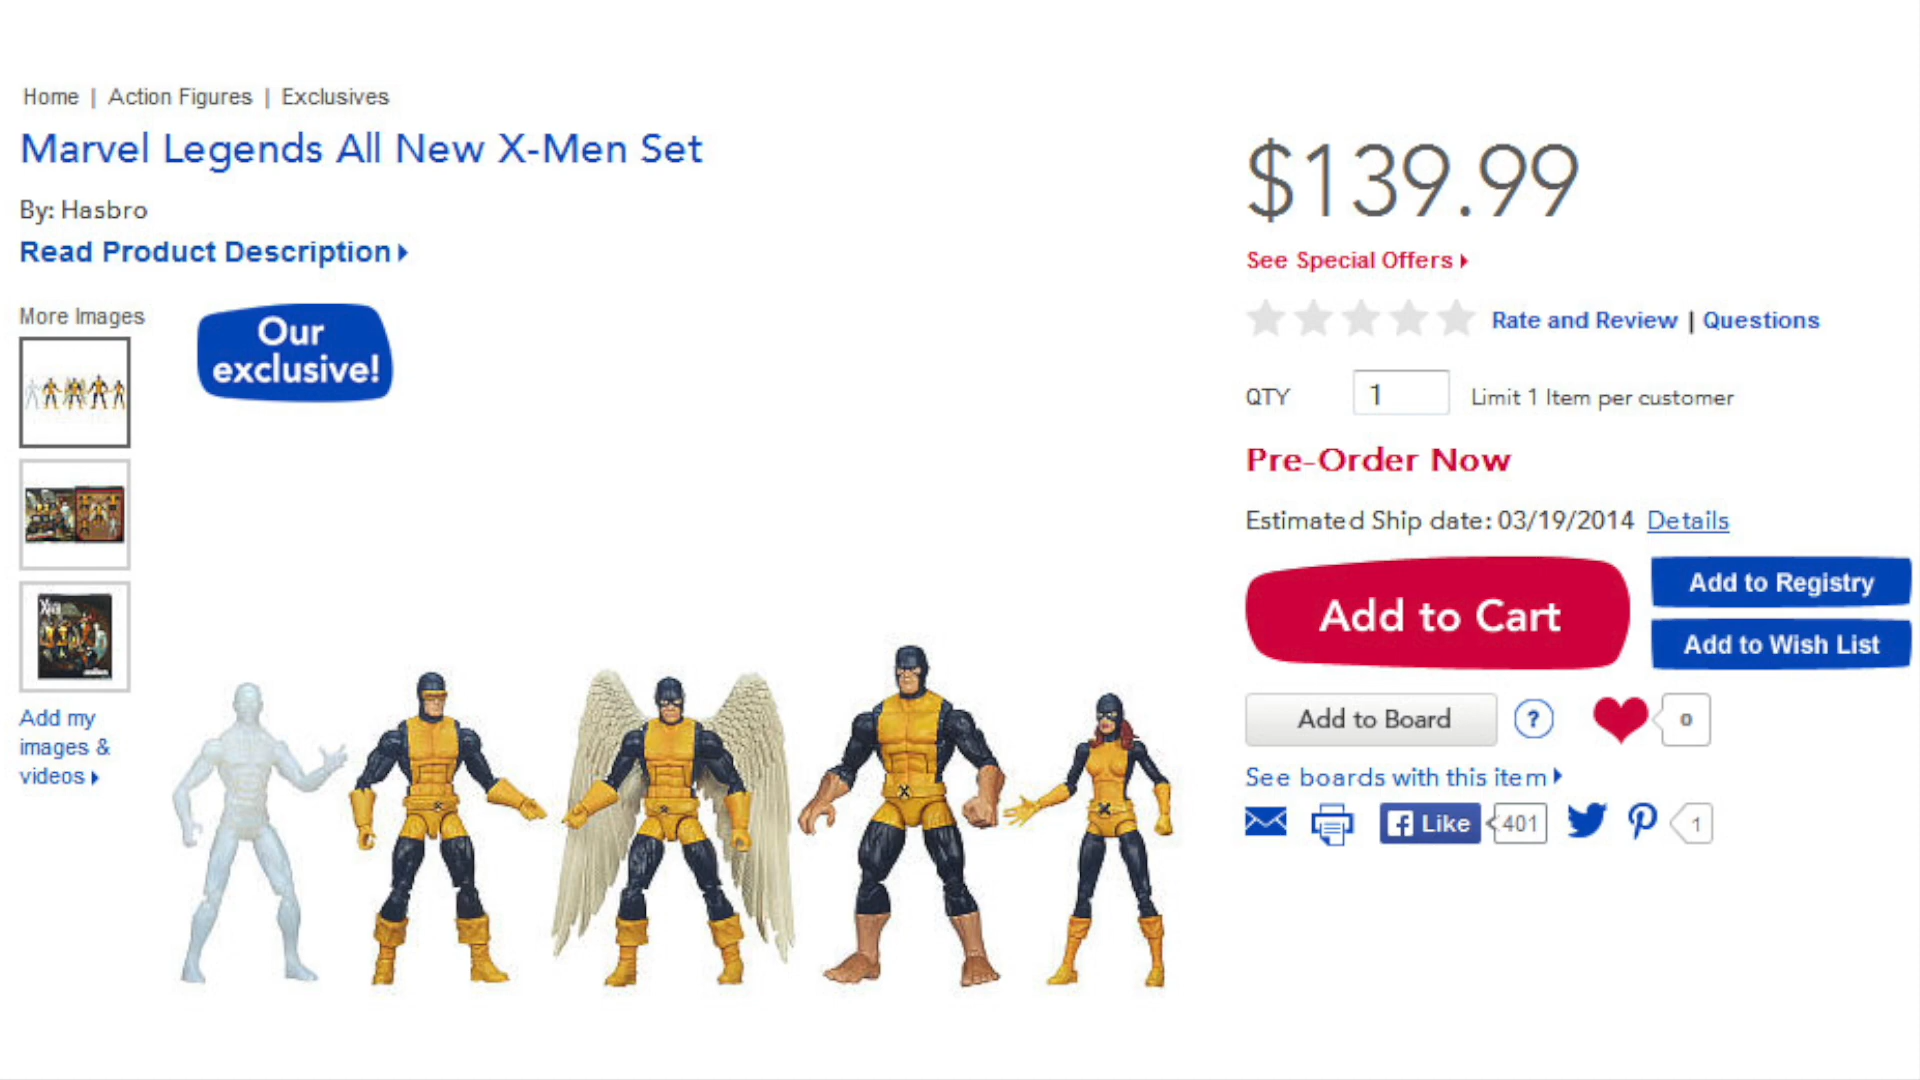 Home | Action Figures | Exclusives
Marvel Legends All New X-Men Set
By: Hasbro
Read Product Description
More Images
Our
exclusive!
Add my
images &
videos
$139.99
See Special Offers
Rate and Review | Questions
QTY 1 Limit 1 Item per customer
Pre-Order Now
Estimated Ship date: 03/19/2014 Details
Add to Cart
Add to Registry
Add to Wish List
Add to Board ? 0
See boards with this item
f Like 401 1